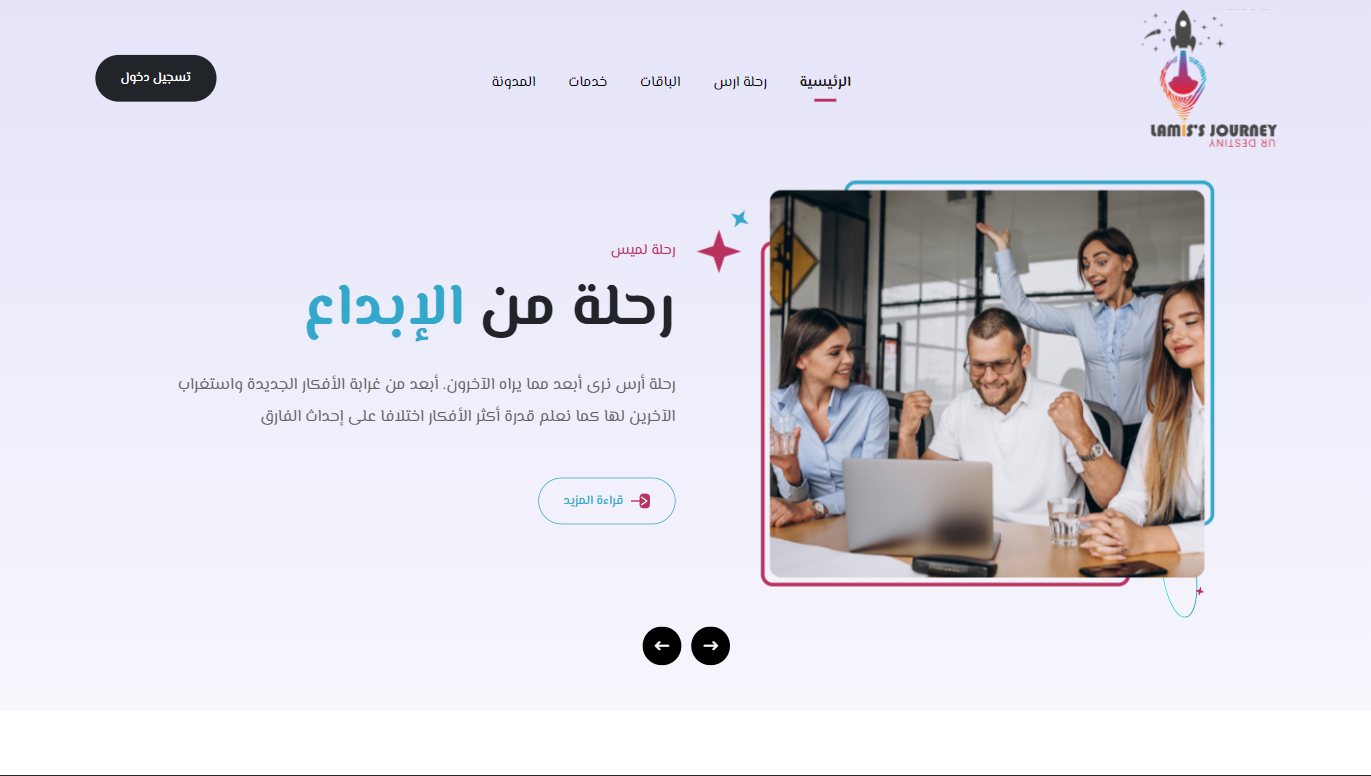 LAMIS'S JOURNEY
UR DESTINY
الرئيسية
رحلة ارس
الباقات
خدمات
المدونة
تسجيل دخول
رحلة لميس
رحلة من الإبداع
رحلة أرس نرى أبعد مما يراه الآخرون. أبعد من غرابة الأفكار الجديدة واستغراب
الآخرين لها كما نعلم قدرة أكثر الأفكار اختلافا على إحداث الفارق
قراءة المزيد